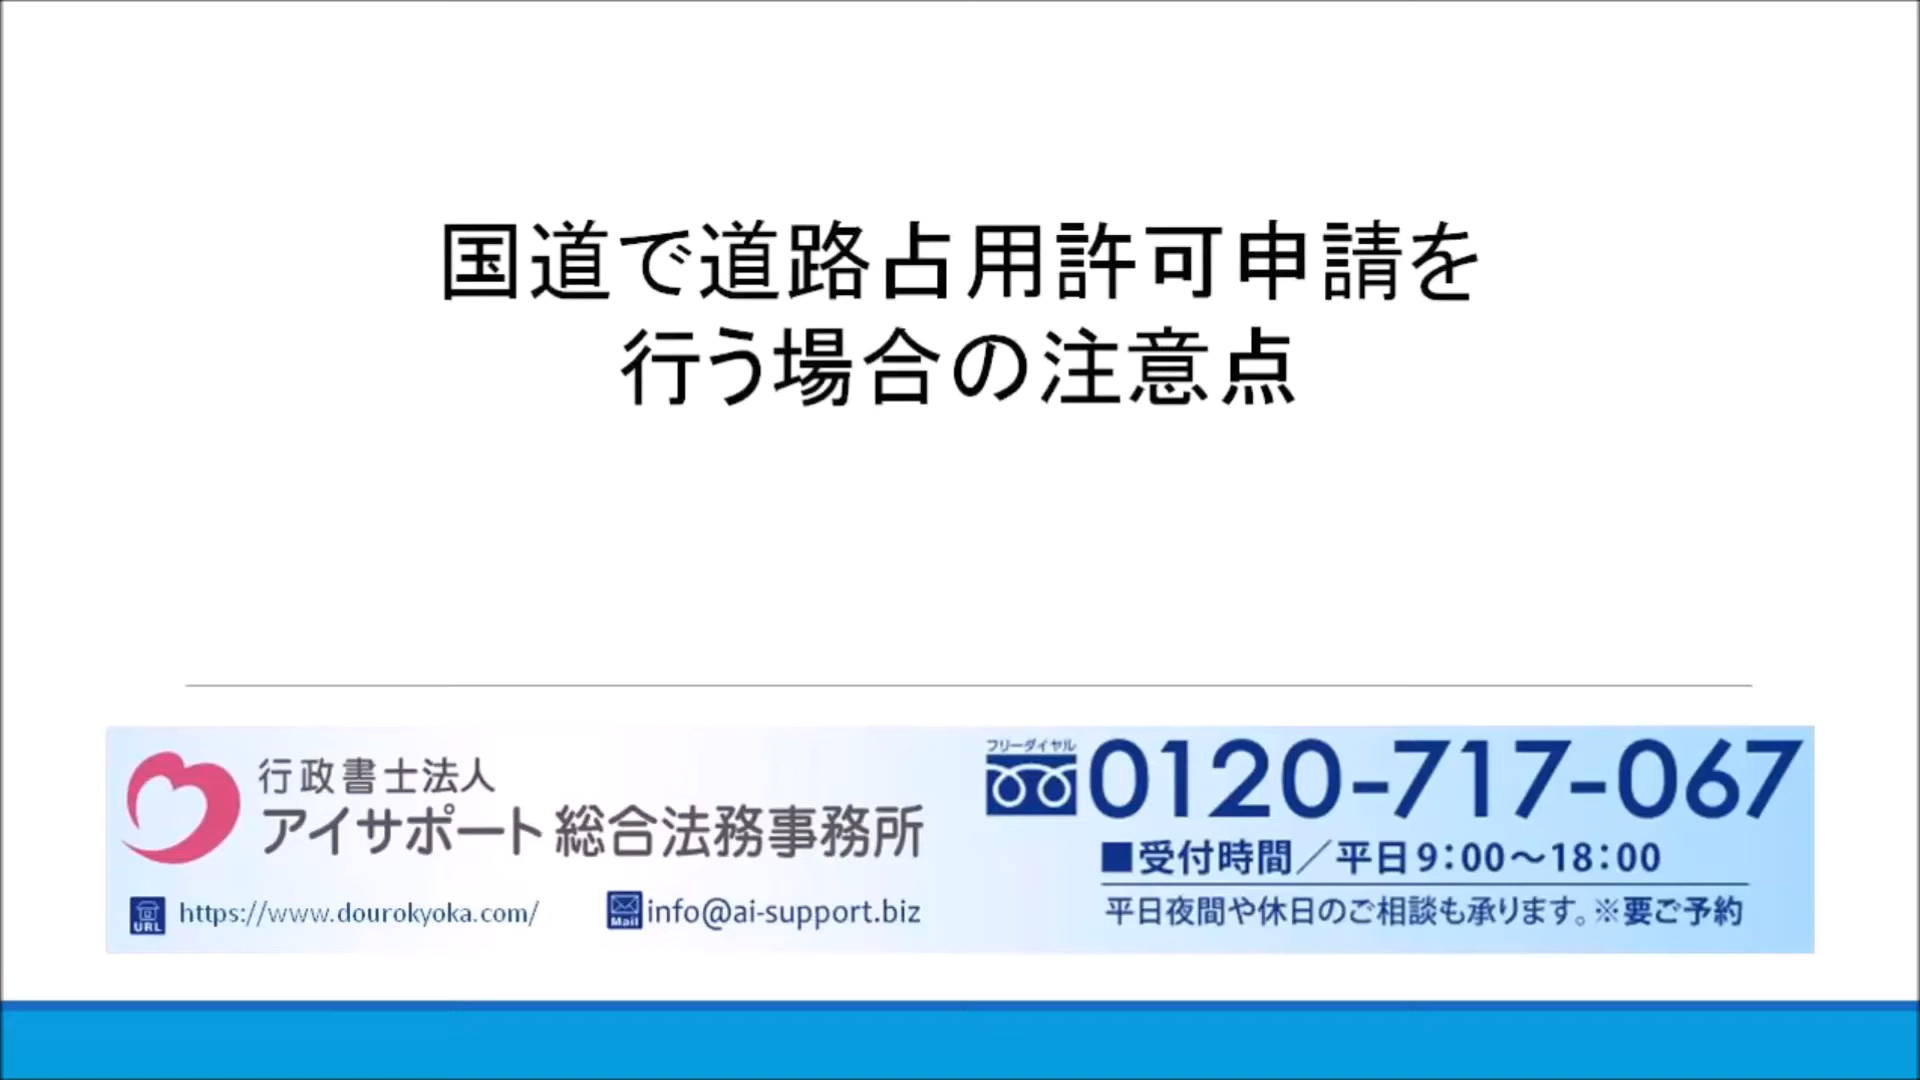 国道で道路占用許可申請を
行う場合の注意点
行政書士法人
アイサポート総合法務事務所
URL https://www.dourokyoka.com/
Mail info@ai-support.biz
フリーダイヤル
0120-717-067
■受付時間／平日9：00～18：00
平日夜間や休日のご相談も承ります。※要ご予約